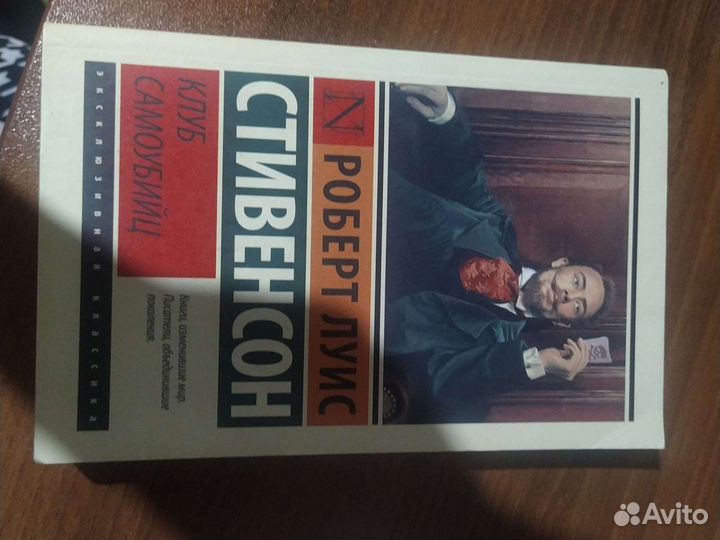 РОБЕРТ ЛУИС
СТИВЕНСОН
КЛУБ
САМОУБИЙЦ
Книги, изменившие мир.
Писатели, объединившие
поколения.
ЭКСКЛЮЗИВНАЯ КЛАССИКА
Avito